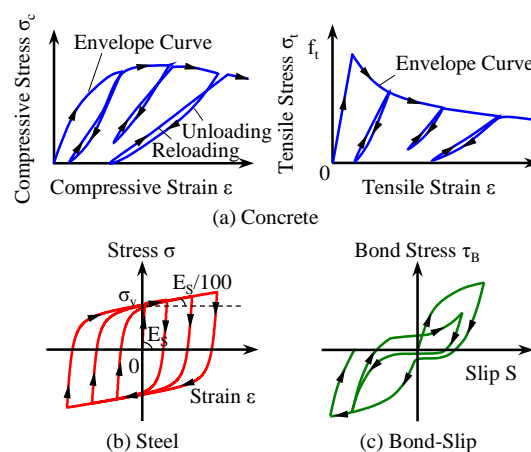 Compressive Stress σc
Envelope Curve
Unloading
Reloading
Compressive Strain ε
Tensile Stress σt
ft
Envelope Curve
0
Tensile Strain ε
(a) Concrete
Stress σ
σy
ES/100
ES
0
Strain ε
(b) Steel
Bond Stress τB
Slip S
(c) Bond-Slip